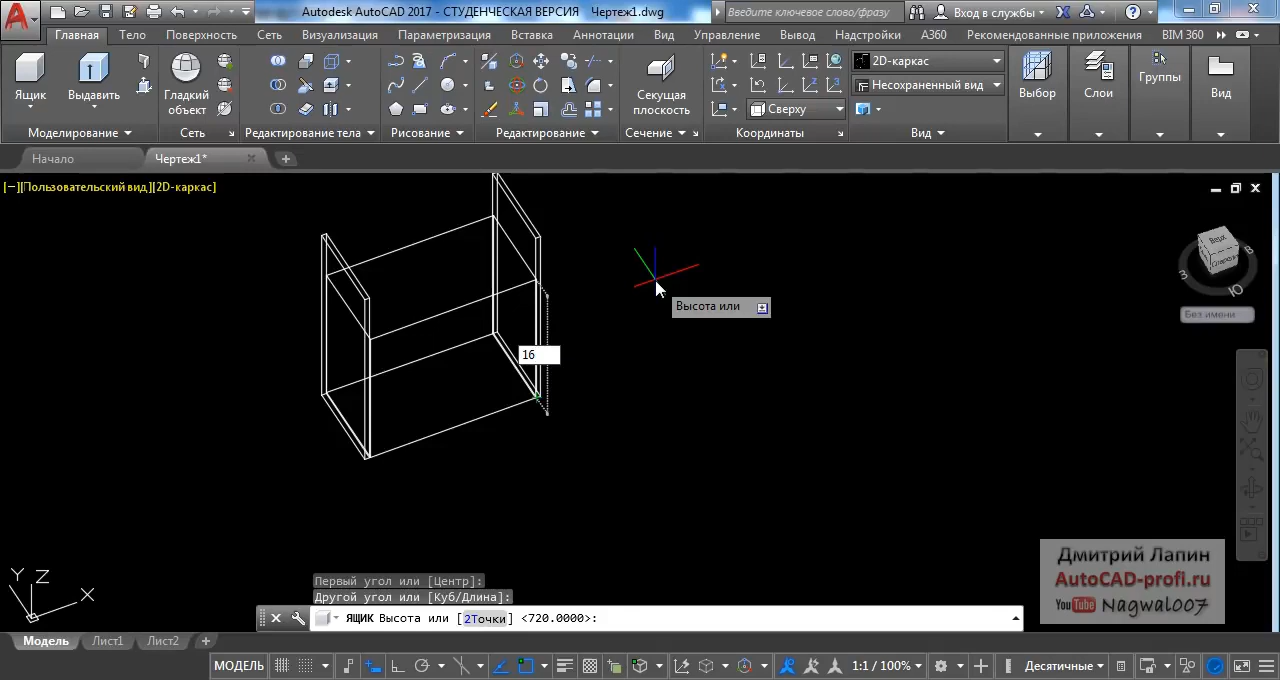 Autodesk AutoCAD 2017 - СТУДЕНЧЕСКАЯ ВЕРСИЯ Чертеж1.dwg
Введите ключевое слово/фразу
Вход в службы
Главная Тело Поверхность Сеть Визуализация Параметризация Вставка Аннотации Вид Управление Вывод Надстройки A360 Рекомендованные приложения BIM 360
2D-каркас
Несохраненный вид
Сверху
Ящик Выдавить Гладкий объект Секущая плоскость Выбор Слои Группы Вид
Моделирование Сеть Редактирование тела Рисование Редактирование Сечение Координаты Вид
Начало Чертеж1*
[−][Пользовательский вид][2D-каркас]
Верх
В
З
Ю
Без имени
Высота или
16
Y Z X
Первый угол или [Центр]:
Другой угол или [Куб/Длина]:
ЯЩИК Высота или [2Точки] <720.0000>:
Дмитрий Лапин
AutoCAD-profi.ru
YouTube Nagwal007
Модель Лист1 Лист2
МОДЕЛЬ 1:1 / 100% Десятичные